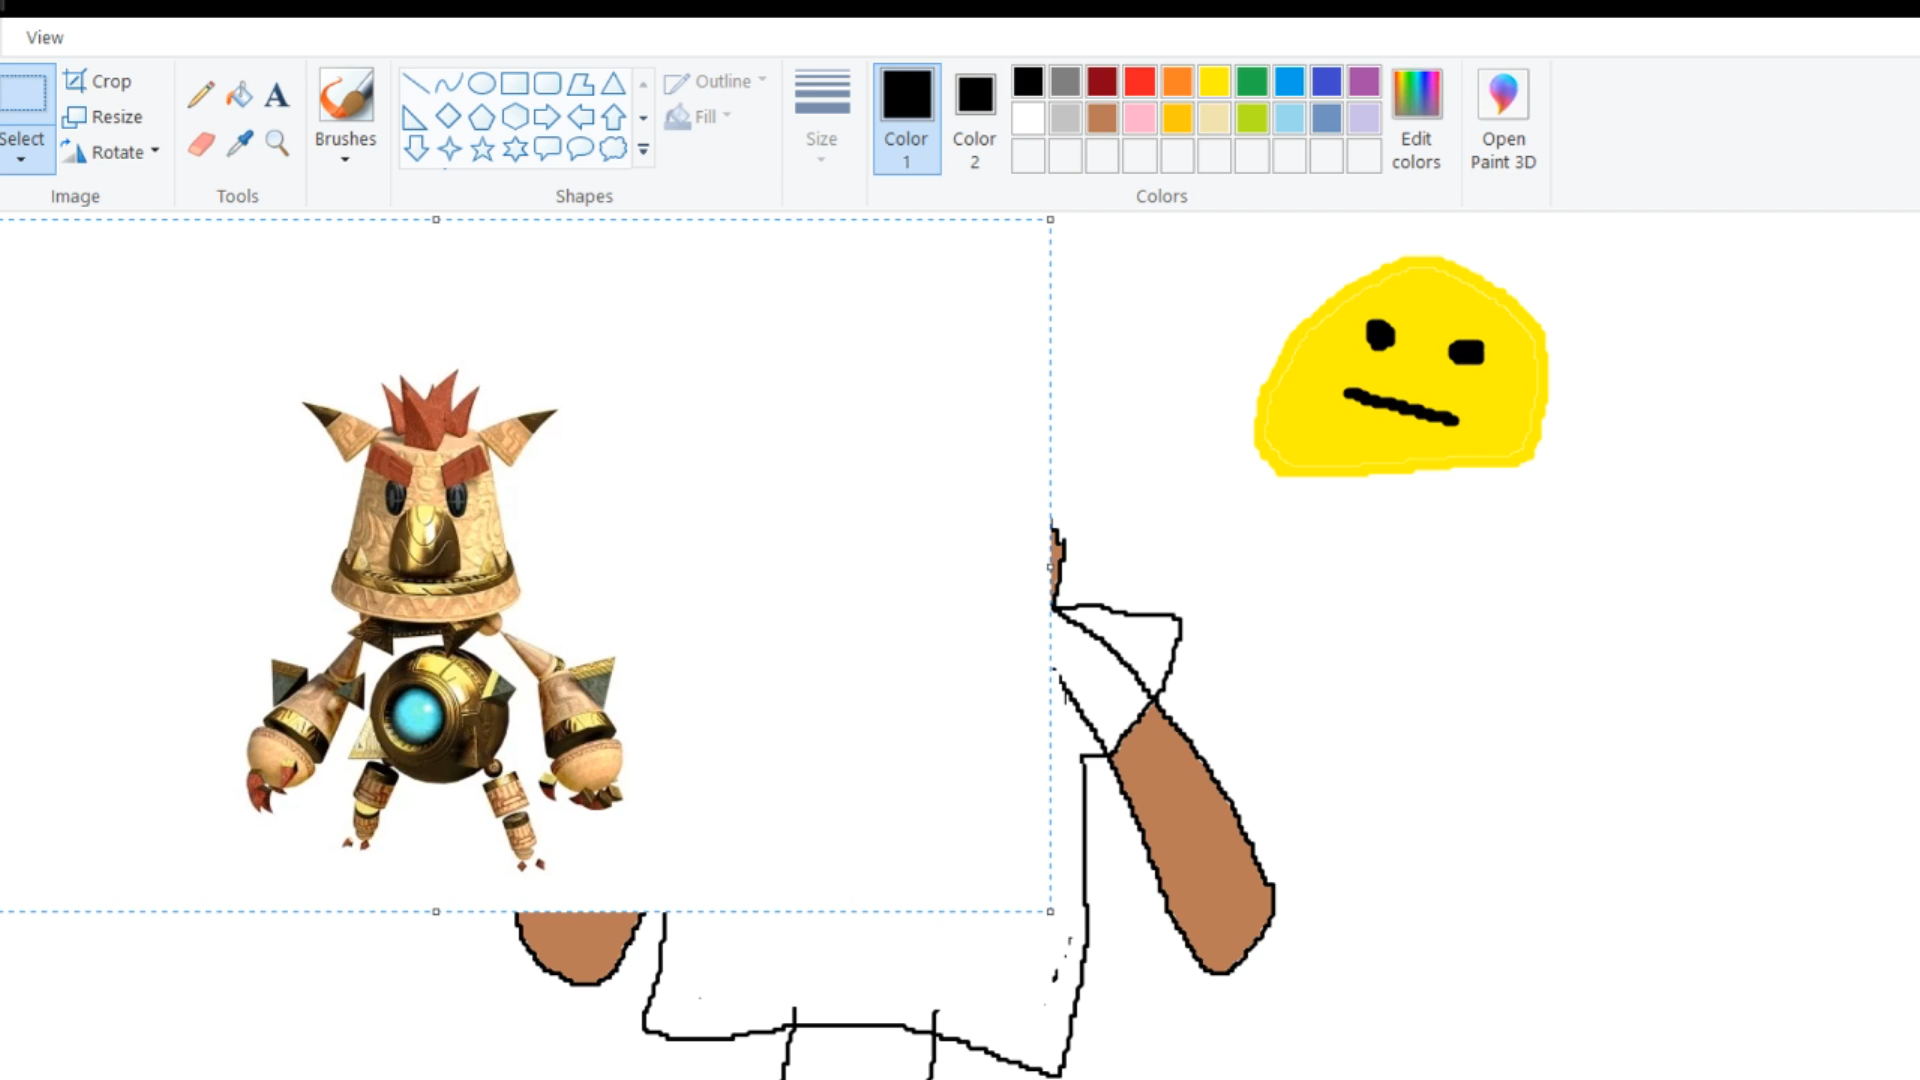 View
Crop
Resize
Rotate
Select
Image
A
Tools
Brushes
Shapes
Outline
Fill
Size
Color
1
Color
2
Colors
Edit
colors
Open
Paint 3D